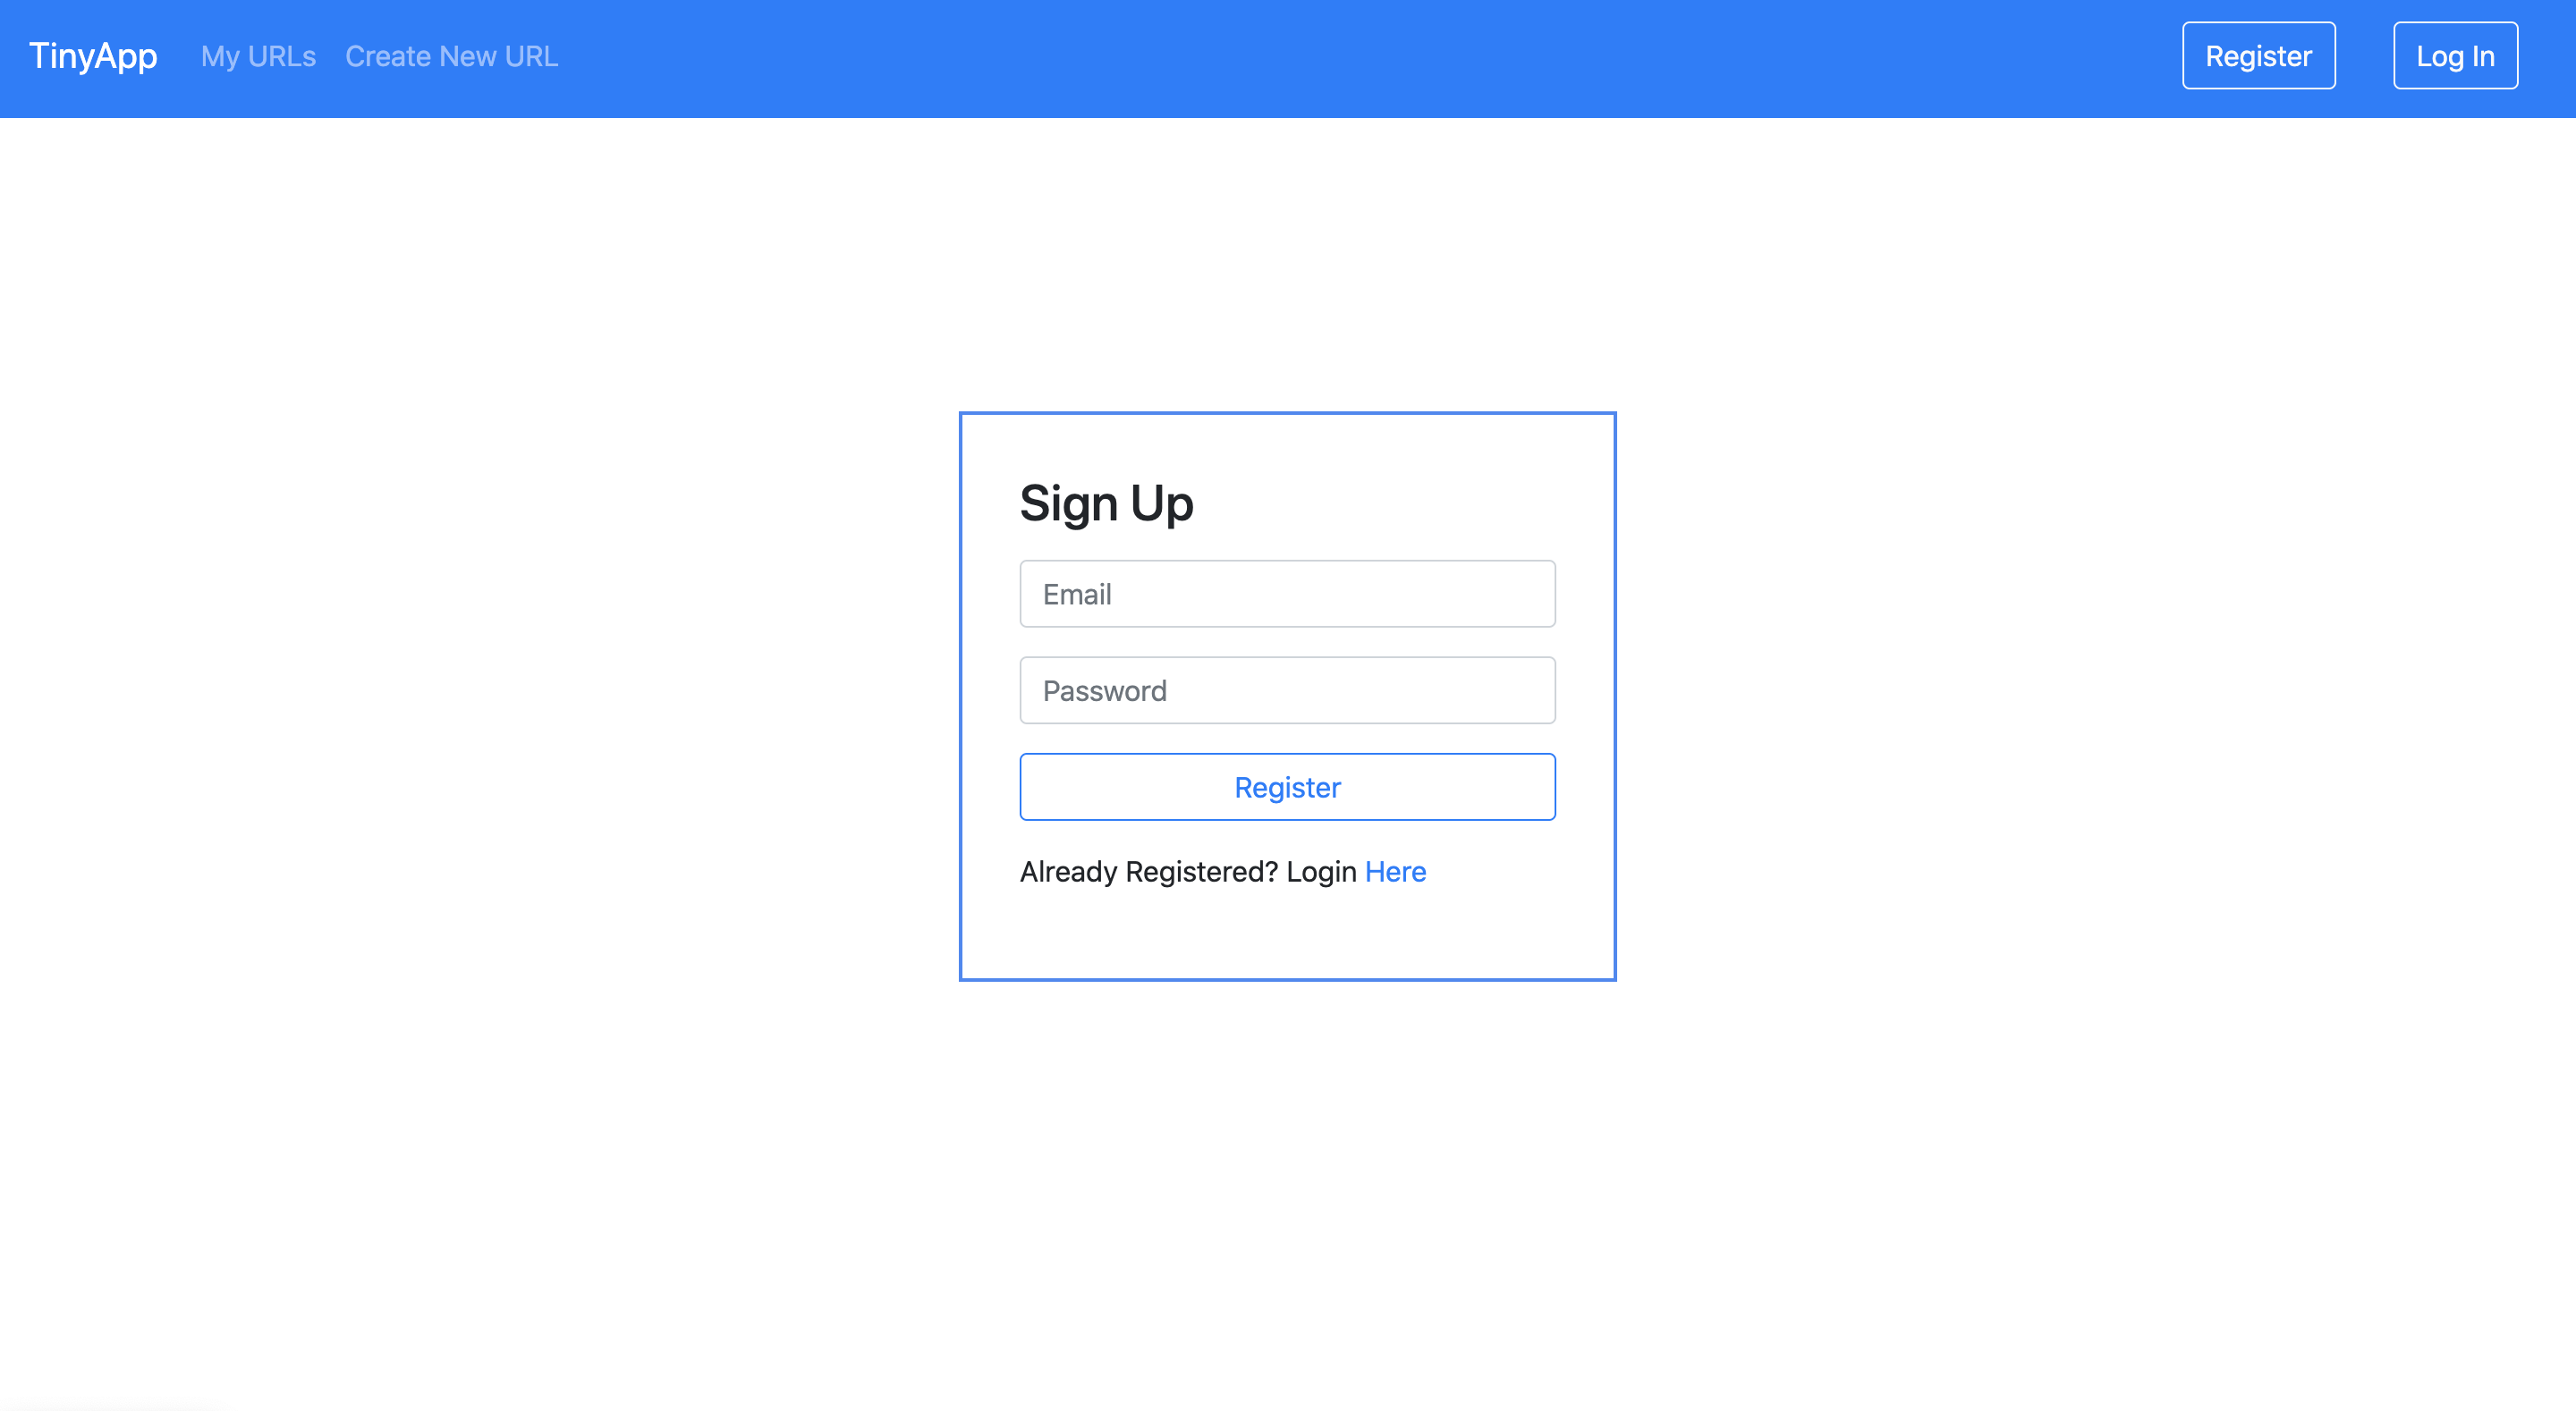 TinyApp My URLs Create New URL Register Log In
Sign Up
Email
Password
Register
Already Registered? Login Here